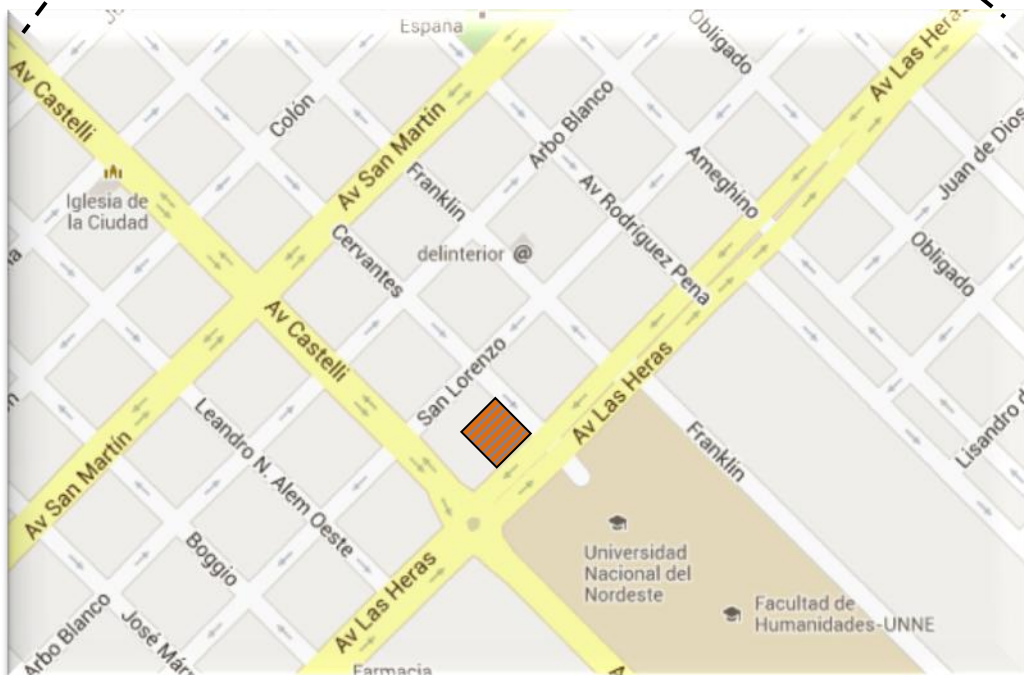 España
Obligado
Av Las Heras
Av Castelli
Colón
Av San Martin
Arbo Blanco
Juan de Dios
Ameghino
Franklin
Av Rodriguez Pena
Iglesia de
la Ciudad
Cervantes
delinterior @
Obligado
Av Castelli
San Lorenzo
Av Las Heras
Lisandro d
Leandro N. Alem Oeste
Franklin
Av San Martin
Boggio
Universidad
Nacional del
Nordeste
Av Las Heras
Arbo Blanco
José Már
Facultad de
Humanidades-UNNE
Farmacia